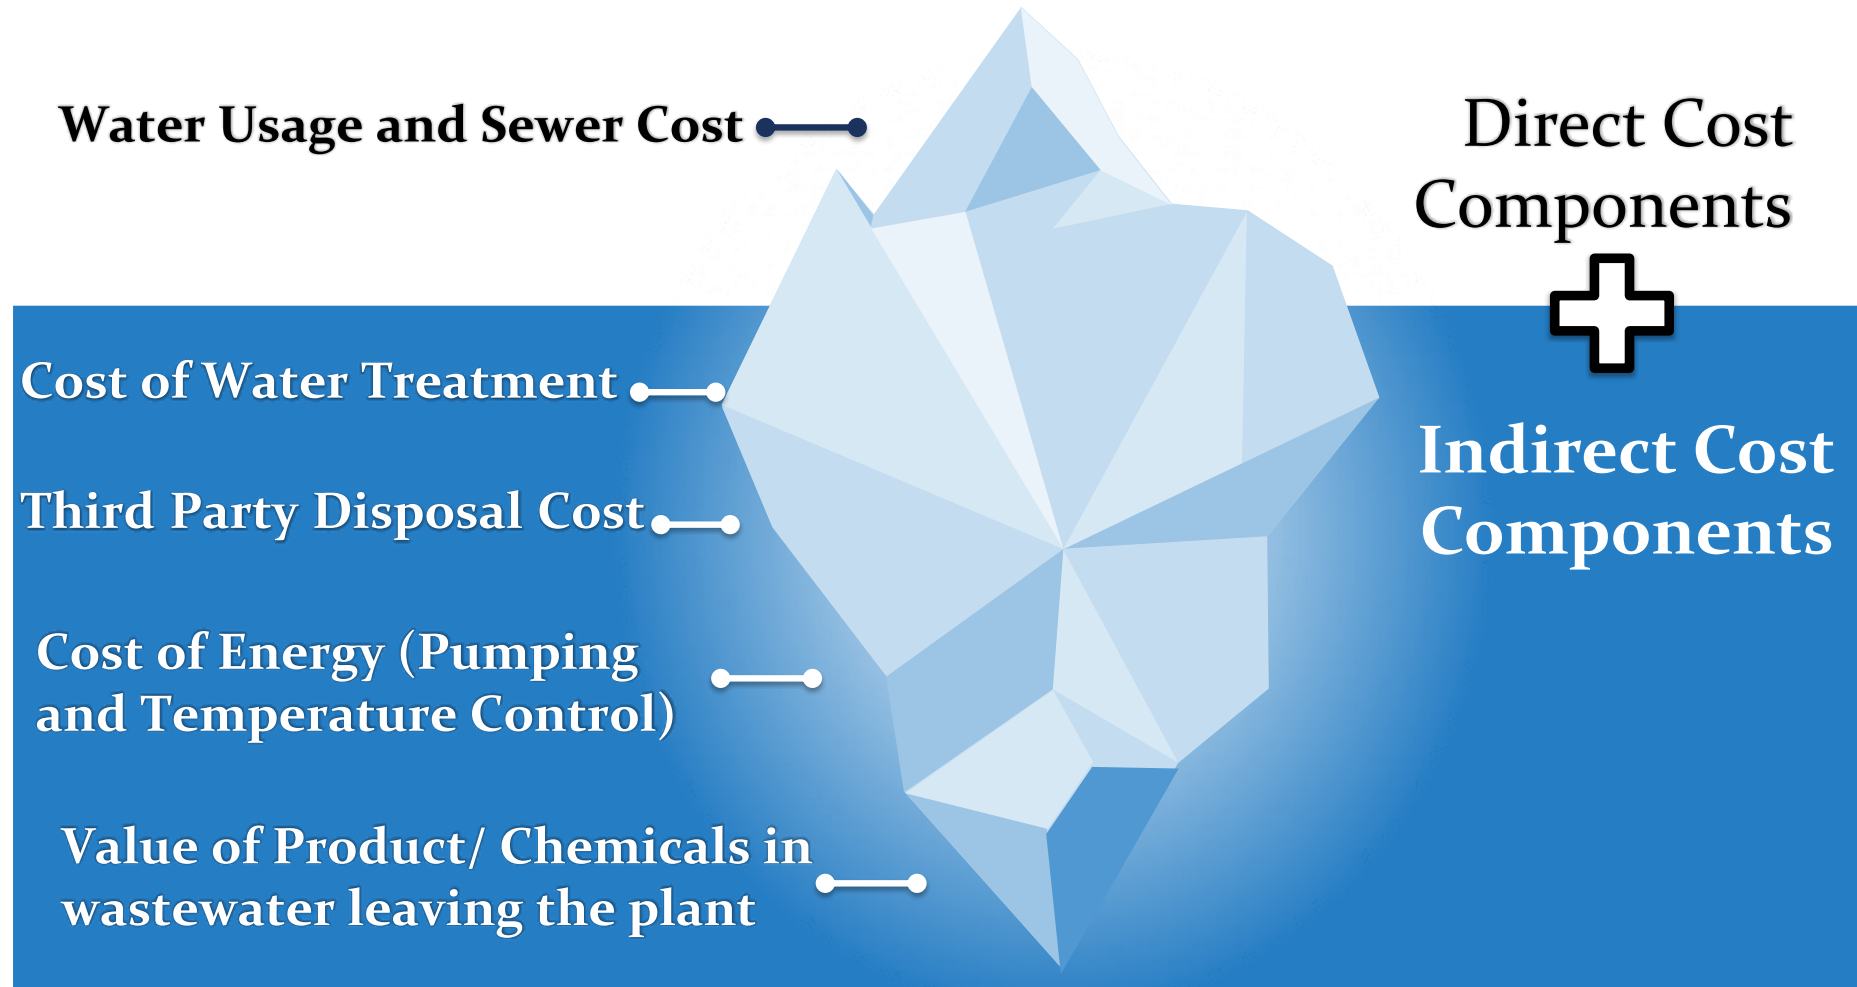 Water Usage and Sewer Cost
Direct Cost
Components
Cost of Water Treatment
Third Party Disposal Cost
Cost of Energy (Pumping
and Temperature Control)
Value of Product/ Chemicals in
wastewater leaving the plant
Indirect Cost
Components